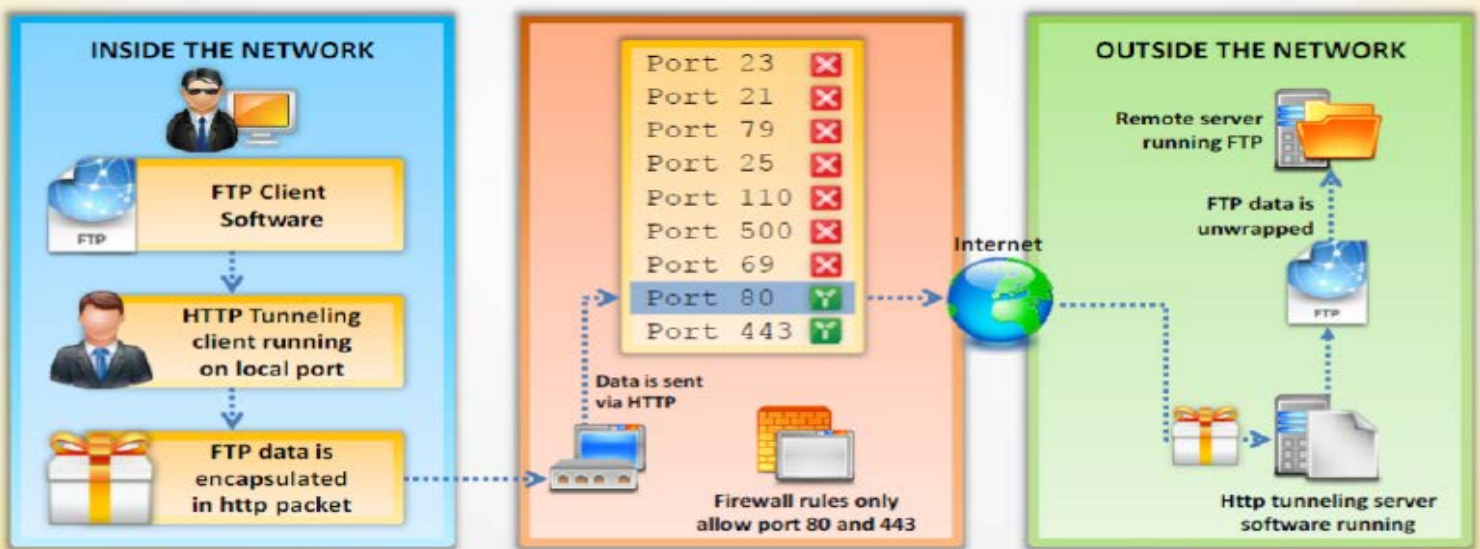 INSIDE THE NETWORK
FTP Client
Software
FTP
HTTP Tunneling
client running
on local port
FTP data is
encapsulated
in http packet
Port 23
Port 21
Port 79
Port 25
Port 110
Port 500
Port 69
Port 80
Port 443
Data is sent
via HTTP
Firewall rules only
allow port 80 and 443
Internet
OUTSIDE THE NETWORK
Remote server
running FTP
FTP data is
unwrapped
FTP
Http tunneling server
software running